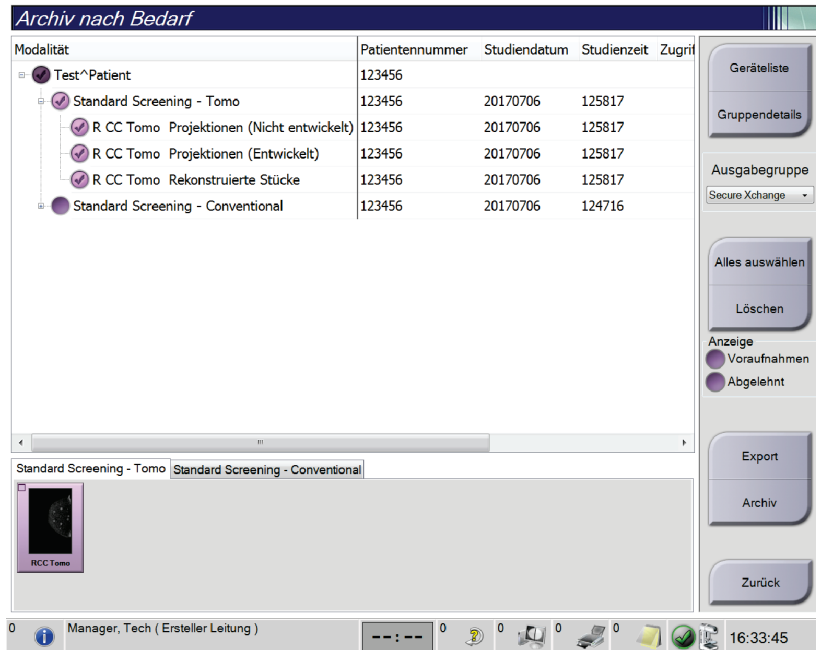 Archiv nach Bedarf
Modalität Patientennummer Studiendatum Studienzeit Zugrif
Test^Patient 123456
Standard Screening - Tomo 123456 20170706 125817
R CC Tomo Projektionen (Nicht entwickelt) 123456 20170706 125817
R CC Tomo Projektionen (Entwickelt) 123456 20170706 125817
R CC Tomo Rekonstruierte Stücke 123456 20170706 125817
Standard Screening - Conventional 123456 20170706 124716
Geräteliste
Gruppendetails
Ausgabegruppe
Secure Xchange
Alles auswählen
Löschen
Anzeige
Voraufnahmen
Abgelehnt
Export
Archiv
Zurück
Standard Screening - Tomo Standard Screening - Conventional
RCC Tomo
0 Manager, Tech ( Ersteller Leitung ) --:-- 0 0 0 0 16:33:45